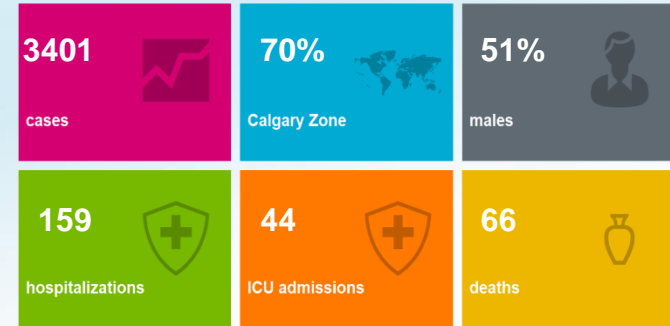 3401
cases
70%
Calgary Zone
51%
males
159
hospitalizations
44
ICU admissions
66
deaths